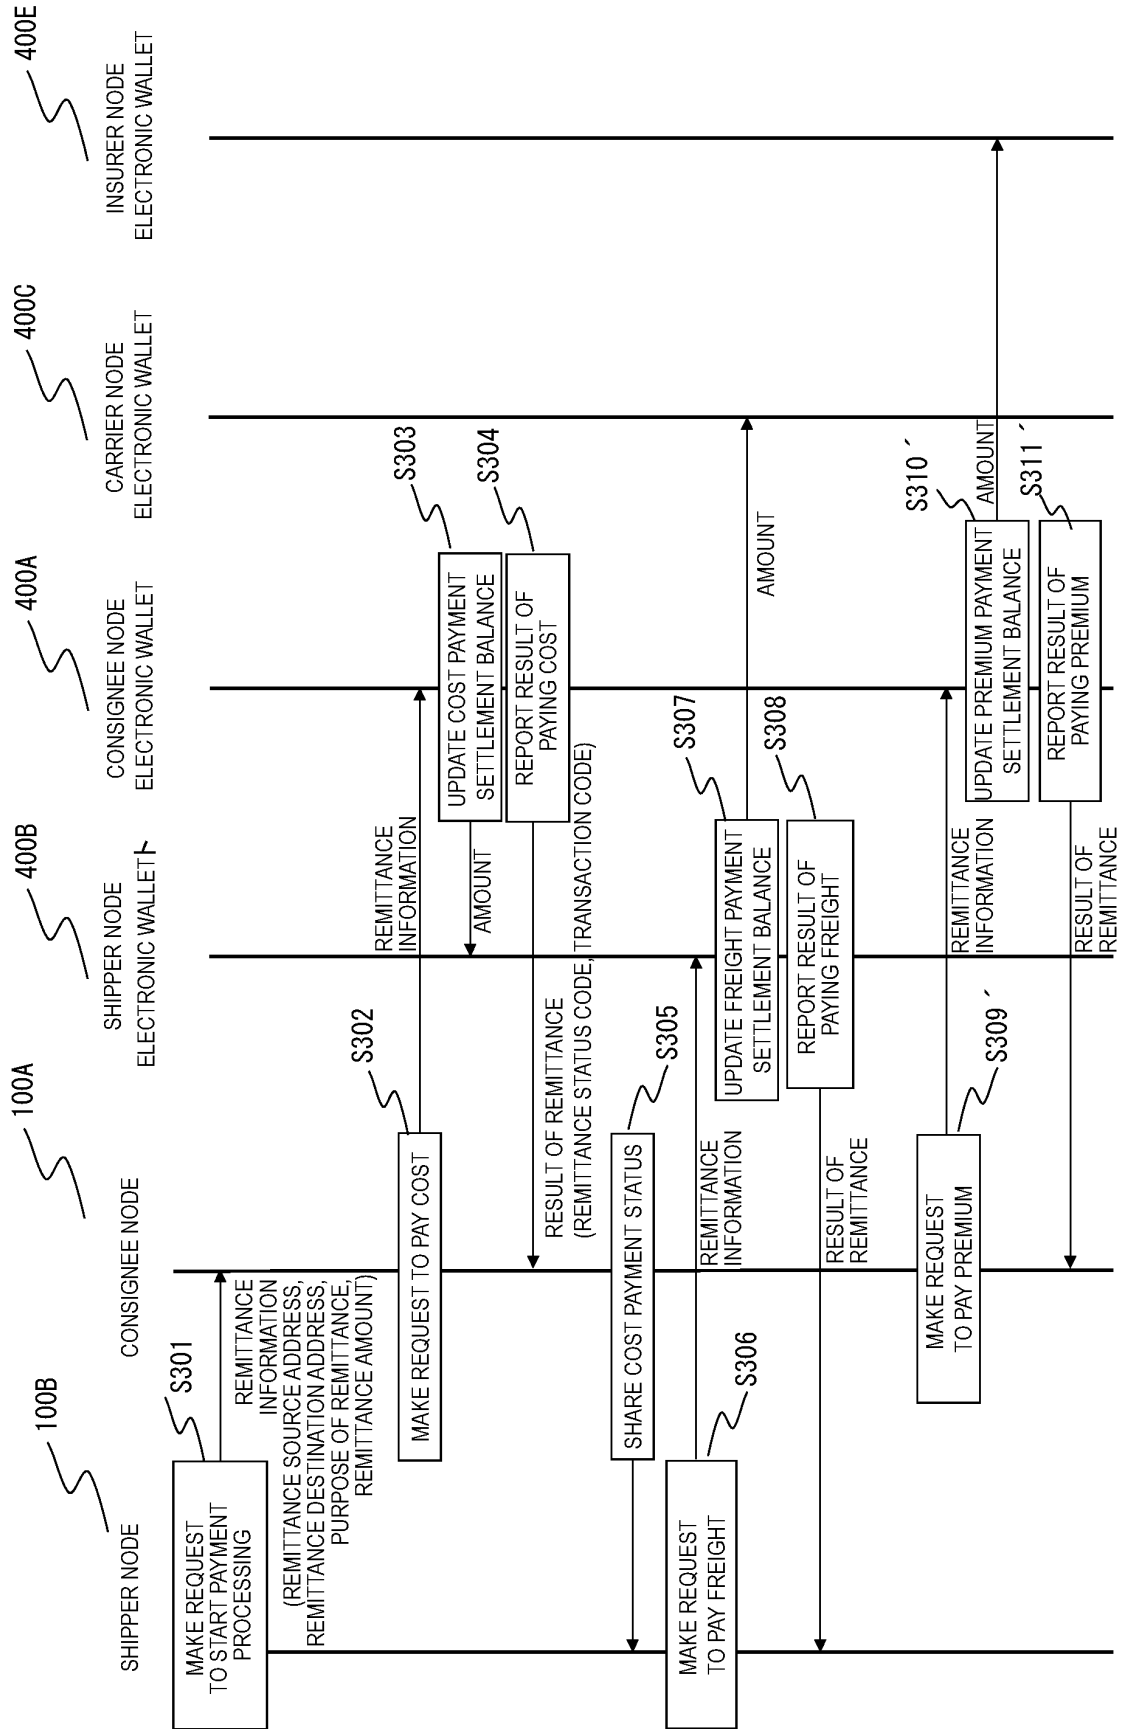 SHIPPER NODE
100B
CONSIGNEE NODE
100A
SHIPPER NODE
ELECTRONIC WALLET
400B
CONSIGNEE NODE
ELECTRONIC WALLET
400A
CARRIER NODE
ELECTRONIC WALLET
400C
INSURER NODE
ELECTRONIC WALLET
400E
MAKE REQUEST
TO START PAYMENT
PROCESSING
S301
REMITTANCE
INFORMATION
(REMITTANCE SOURCE ADDRESS,
REMITTANCE DESTINATION ADDRESS,
PURPOSE OF REMITTANCE,
REMITTANCE AMOUNT)
MAKE REQUEST TO PAY COST
S302
REMITTANCE
INFORMATION
UPDATE COST PAYMENT
SETTLEMENT BALANCE
S303
AMOUNT
REPORT RESULT OF
PAYING COST
S304
RESULT OF REMITTANCE
(REMITTANCE STATUS CODE, TRANSACTION CODE)
SHARE COST PAYMENT STATUS
S305
MAKE REQUEST
TO PAY FREIGHT
S306
REMITTANCE
INFORMATION
UPDATE FREIGHT PAYMENT
SETTLEMENT BALANCE
S307
AMOUNT
REPORT RESULT OF
PAYING FREIGHT
S308
RESULT OF
REMITTANCE
MAKE REQUEST
TO PAY PREMIUM
S309´
REMITTANCE
INFORMATION
UPDATE PREMIUM PAYMENT
SETTLEMENT BALANCE
S310´
AMOUNT
REPORT RESULT OF
PAYING PREMIUM
S311´
RESULT OF
REMITTANCE